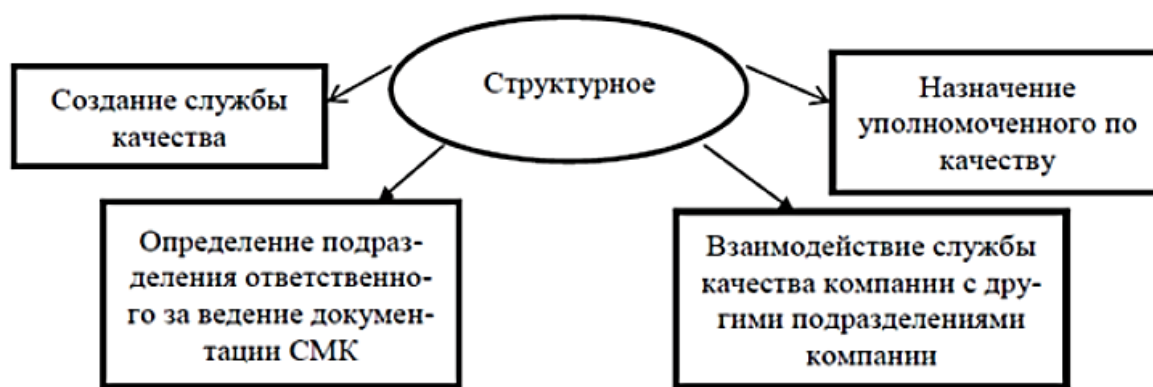 Структурное
Создание службы
качества
Назначение
уполномоченного по
качеству
Определение подраз-
деления ответственно-
го за ведение докумен-
тации СМК
Взаимодействие службы
качества компании с дру-
гими подразделениями
компании